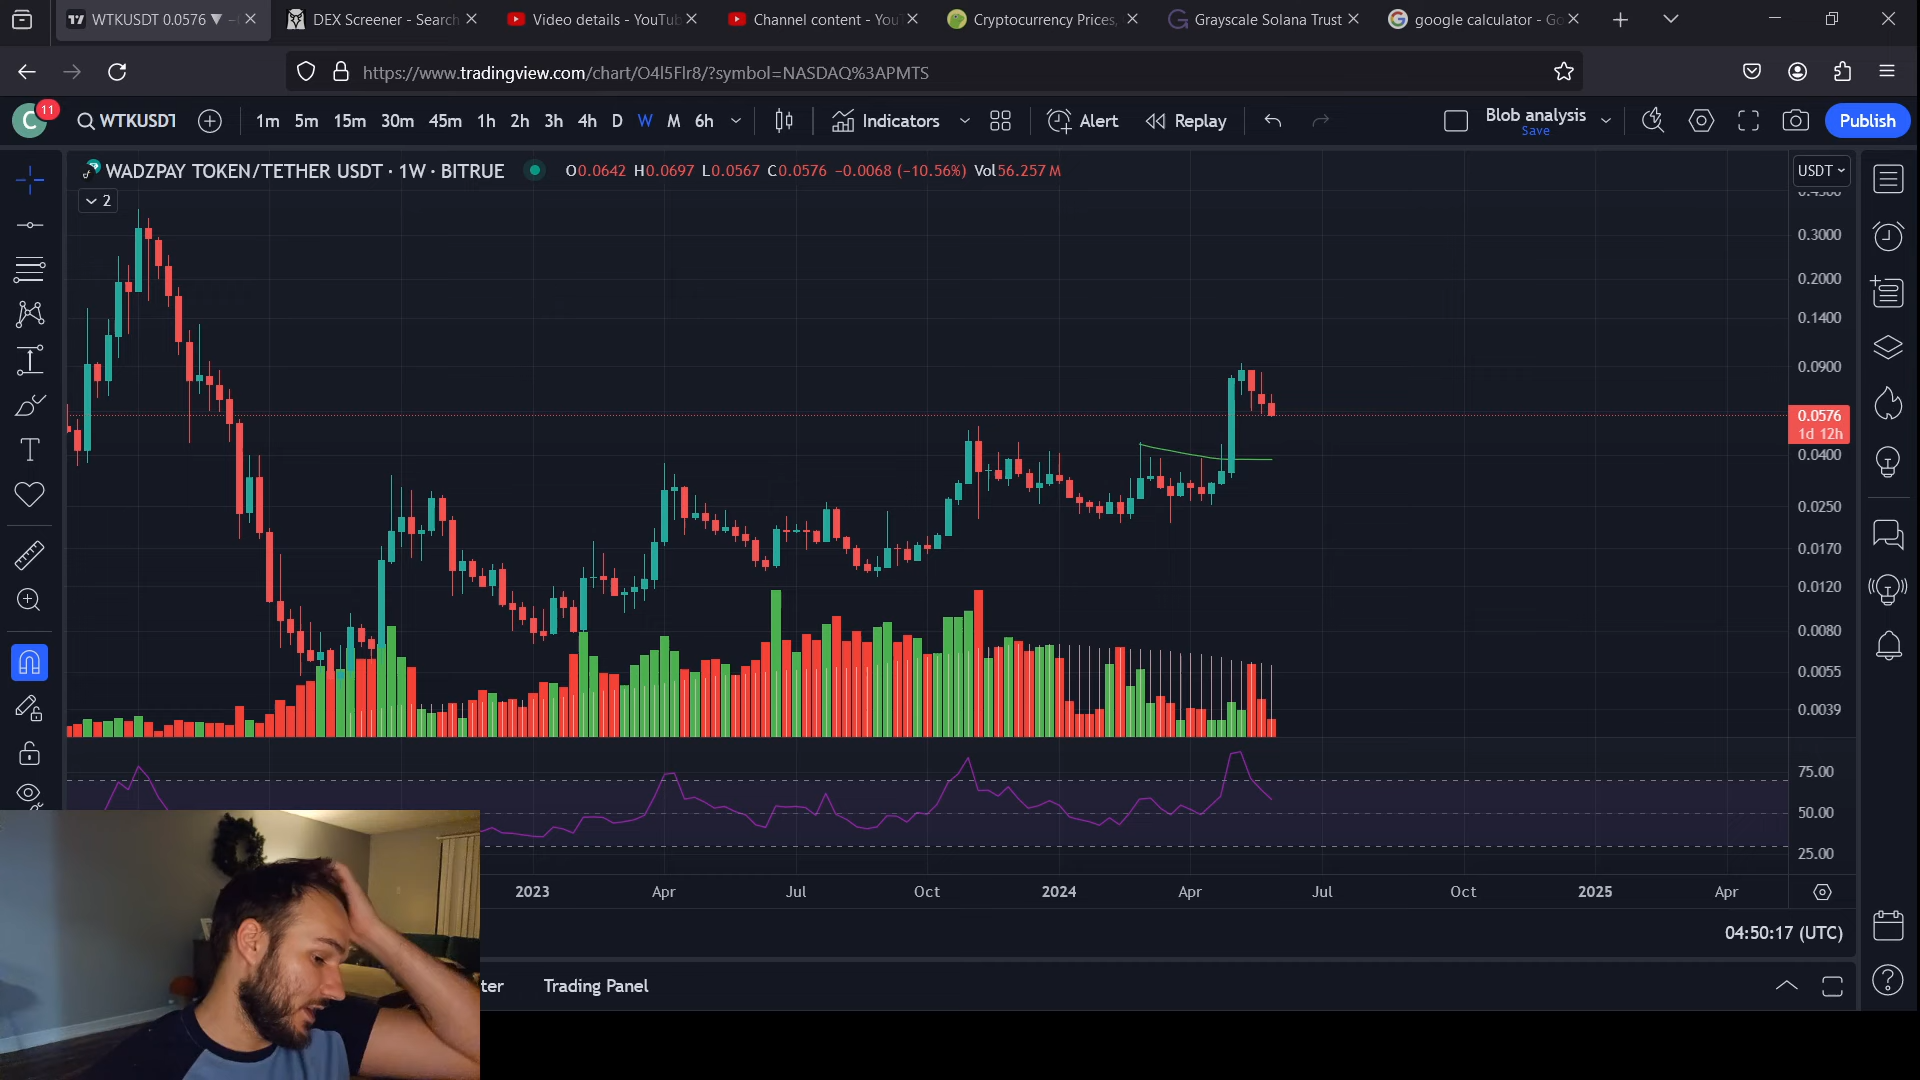 WTKUSDT 0.0576 ▼ –
DEX Screener - Search
Video details - YouTub
Channel content - You
Cryptocurrency Prices,
Grayscale Solana Trust
google calculator - Go
https://www.tradingview.com/chart/O4l5Flr8/?symbol=NASDAQ%3APMTS
C
11
WTKUSDT
1m 5m 15m 30m 45m 1h 2h 3h 4h D W M 6h
Indicators
Alert
Replay
Blob analysis
Save
Publish
WADZPAY TOKEN/TETHER USDT · 1W · BITRUE
O0.0642 H0.0697 L0.0567 C0.0576 −0.0068 (−10.56%) Vol56.257 M
2
USDT
0.3000
0.2000
0.1400
0.0900
0.0576
1d 12h
0.0400
0.0250
0.0170
0.0120
0.0080
0.0055
0.0039
75.00
50.00
25.00
2023 Apr Jul Oct 2024 Apr Jul Oct 2025 Apr
04:50:17 (UTC)
ter
Trading Panel